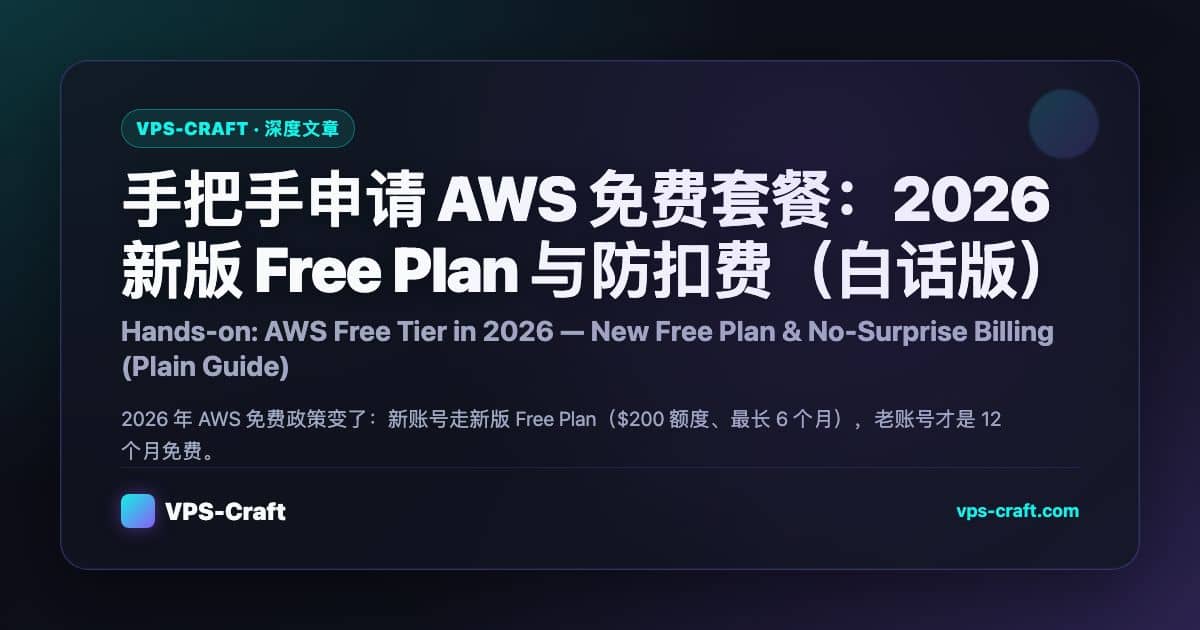 VPS-CRAFT · 深度文章
手把手申请 AWS 免费套餐：2026
新版 Free Plan 与防扣费（白话版）
Hands-on: AWS Free Tier in 2026 — New Free Plan & No-Surprise Billing
(Plain Guide)
2026 年 AWS 免费政策变了：新账号走新版 Free Plan（$200 额度、最长 6 个月），老账号才是 12
个月免费。
VPS-Craft
vps-craft.com